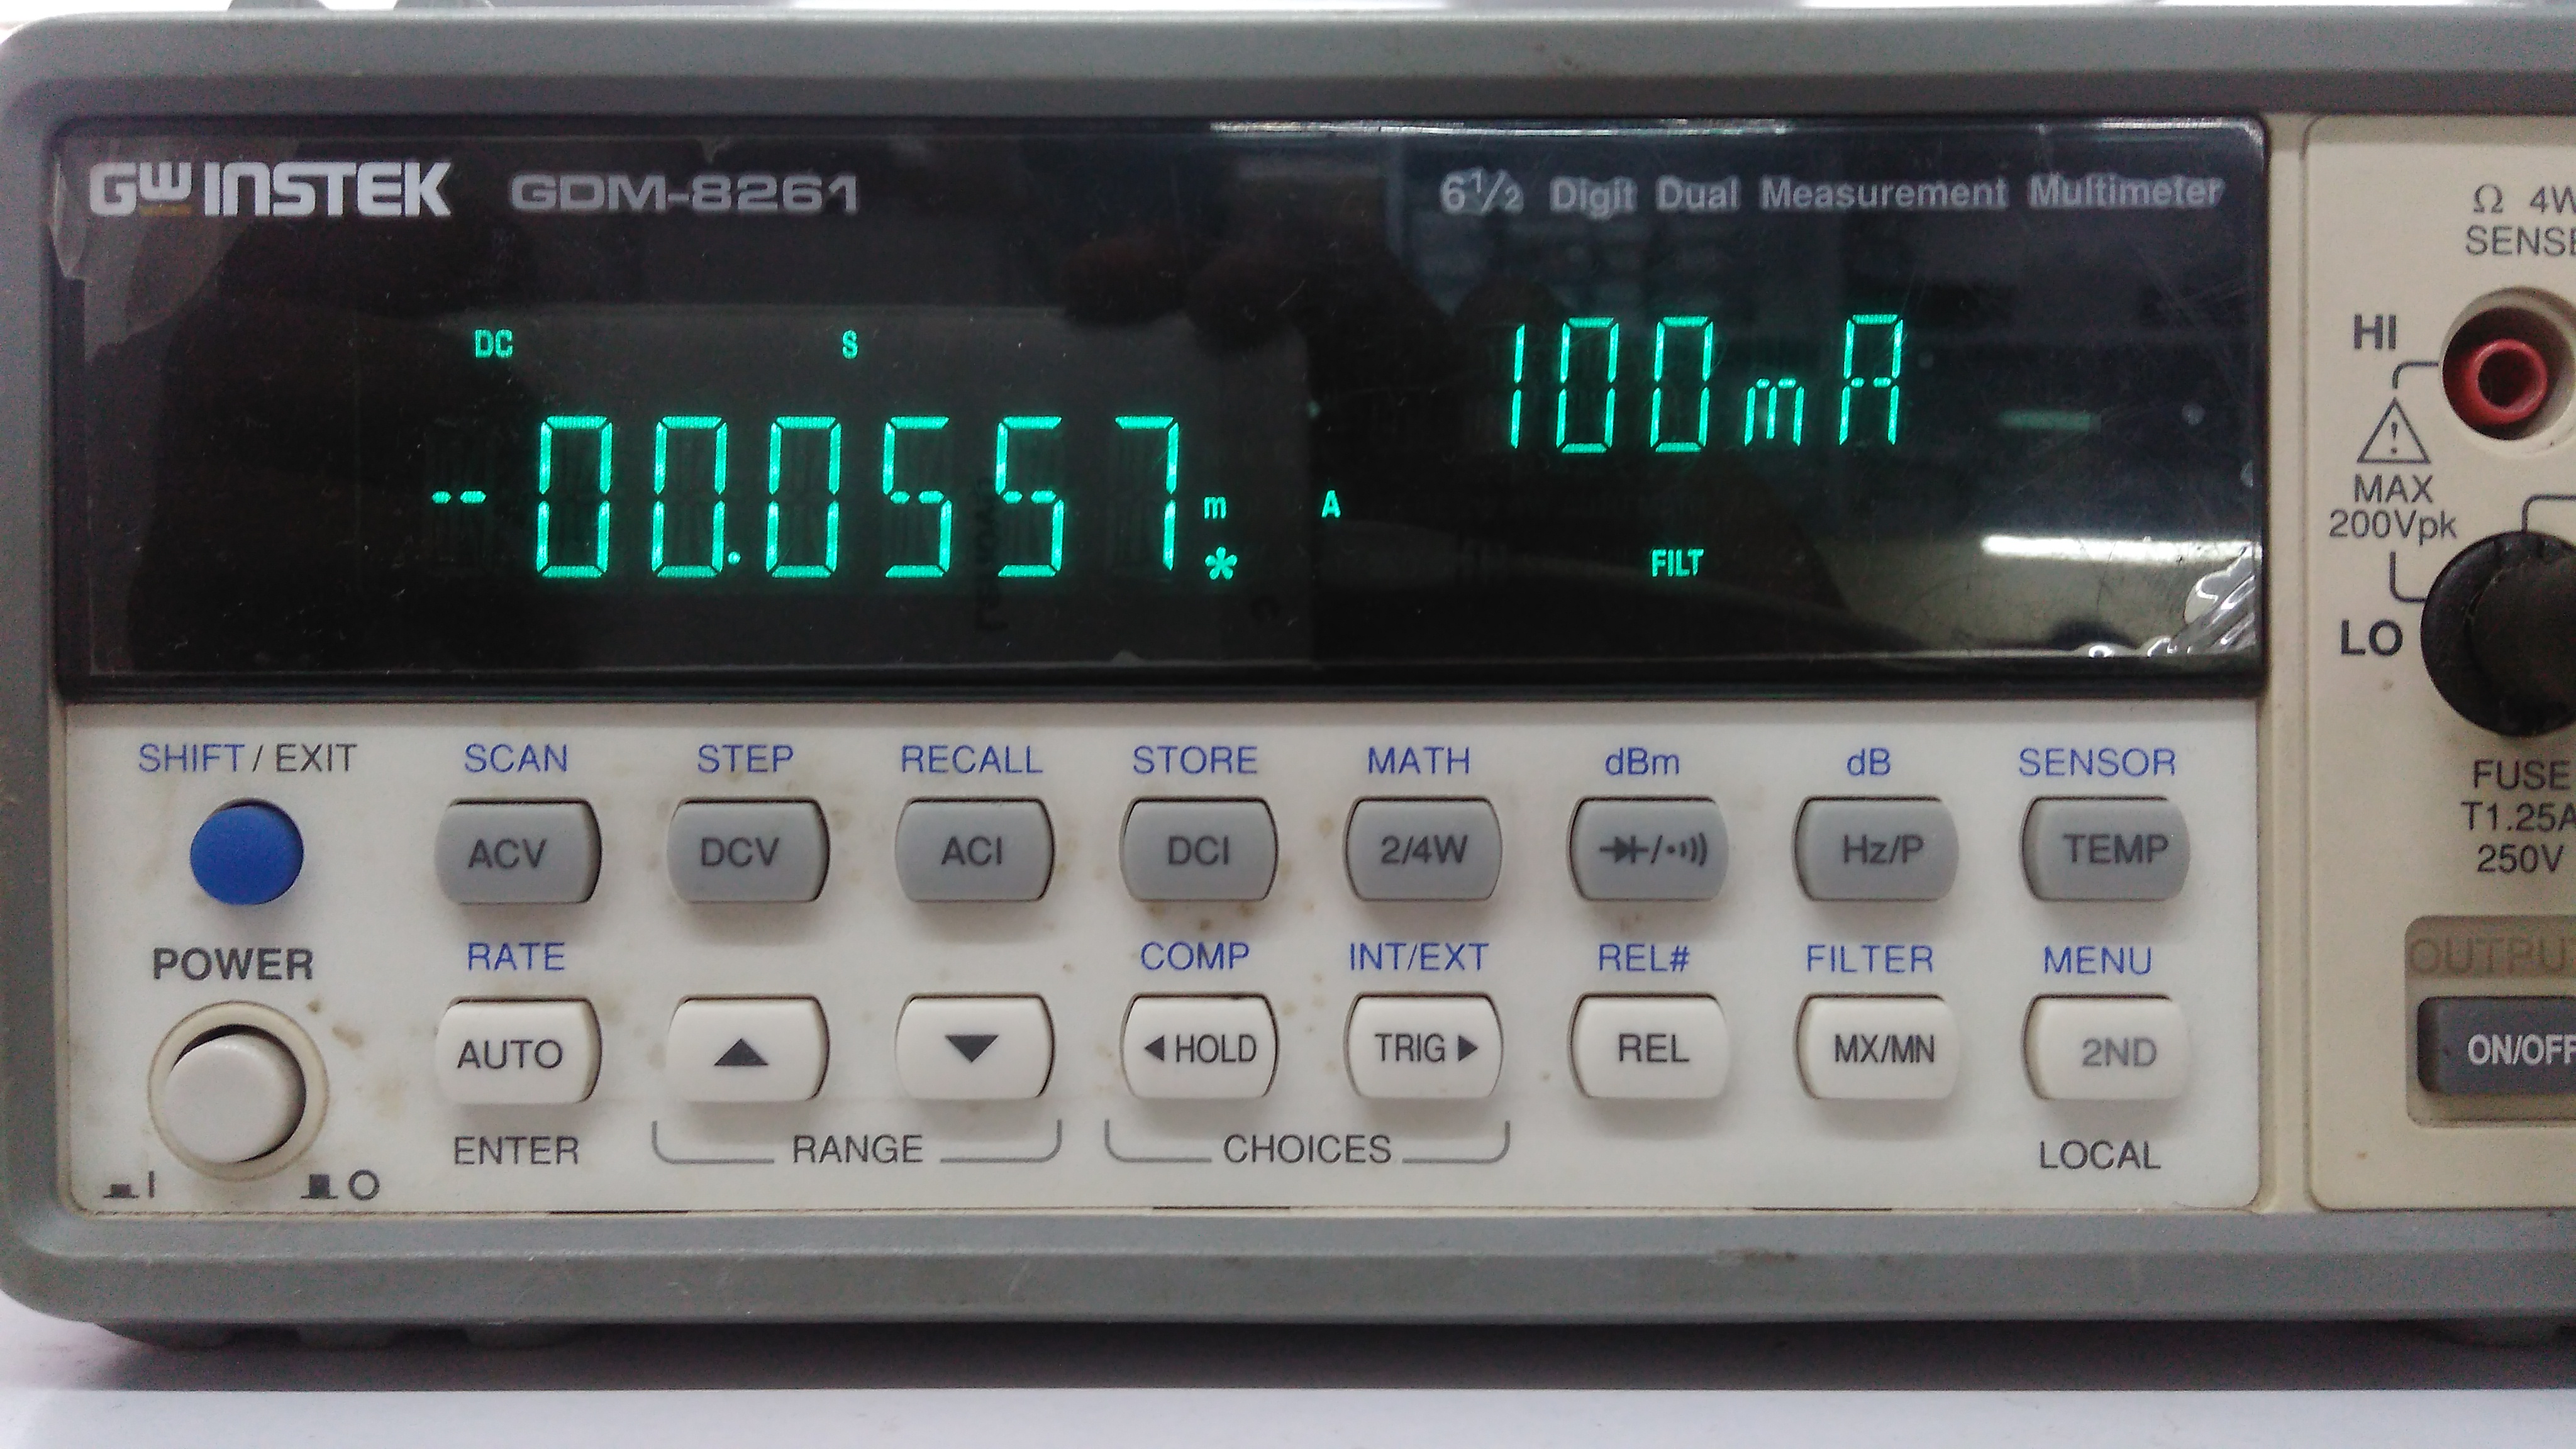 GWINSTEK GDM-8261 6½ Digit Dual Measurement Multimeter
DC S
-00.0557 m A
*
100mA
FILT
Ω 4W
SENSE
HI
MAX
200Vpk
LO
FUSE
T1.25A
250V
SHIFT / EXIT SCAN STEP RECALL STORE MATH dBm dB SENSOR
ACV DCV ACI DCI 2/4W Hz/P TEMP
POWER RATE COMP INT/EXT REL# FILTER MENU
AUTO ▲ ▼ ◀ HOLD TRIG ▶ REL MX/MN 2ND
ENTER RANGE CHOICES LOCAL
I O
OUTPU
ON/OFF